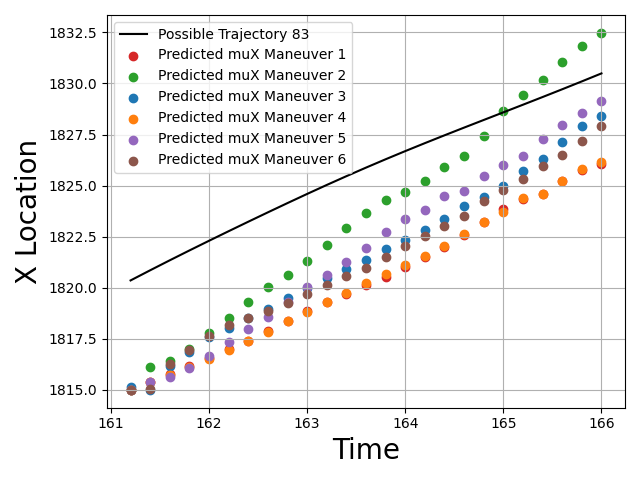 1832.5
1830.0
1827.5
1825.0
1822.5
1820.0
1817.5
1815.0
Possible Trajectory 83
Predicted muX Maneuver 1
Predicted muX Maneuver 2
Predicted muX Maneuver 3
Predicted muX Maneuver 4
Predicted muX Maneuver 5
Predicted muX Maneuver 6
X Location
161 162 163 164 165 166
Time